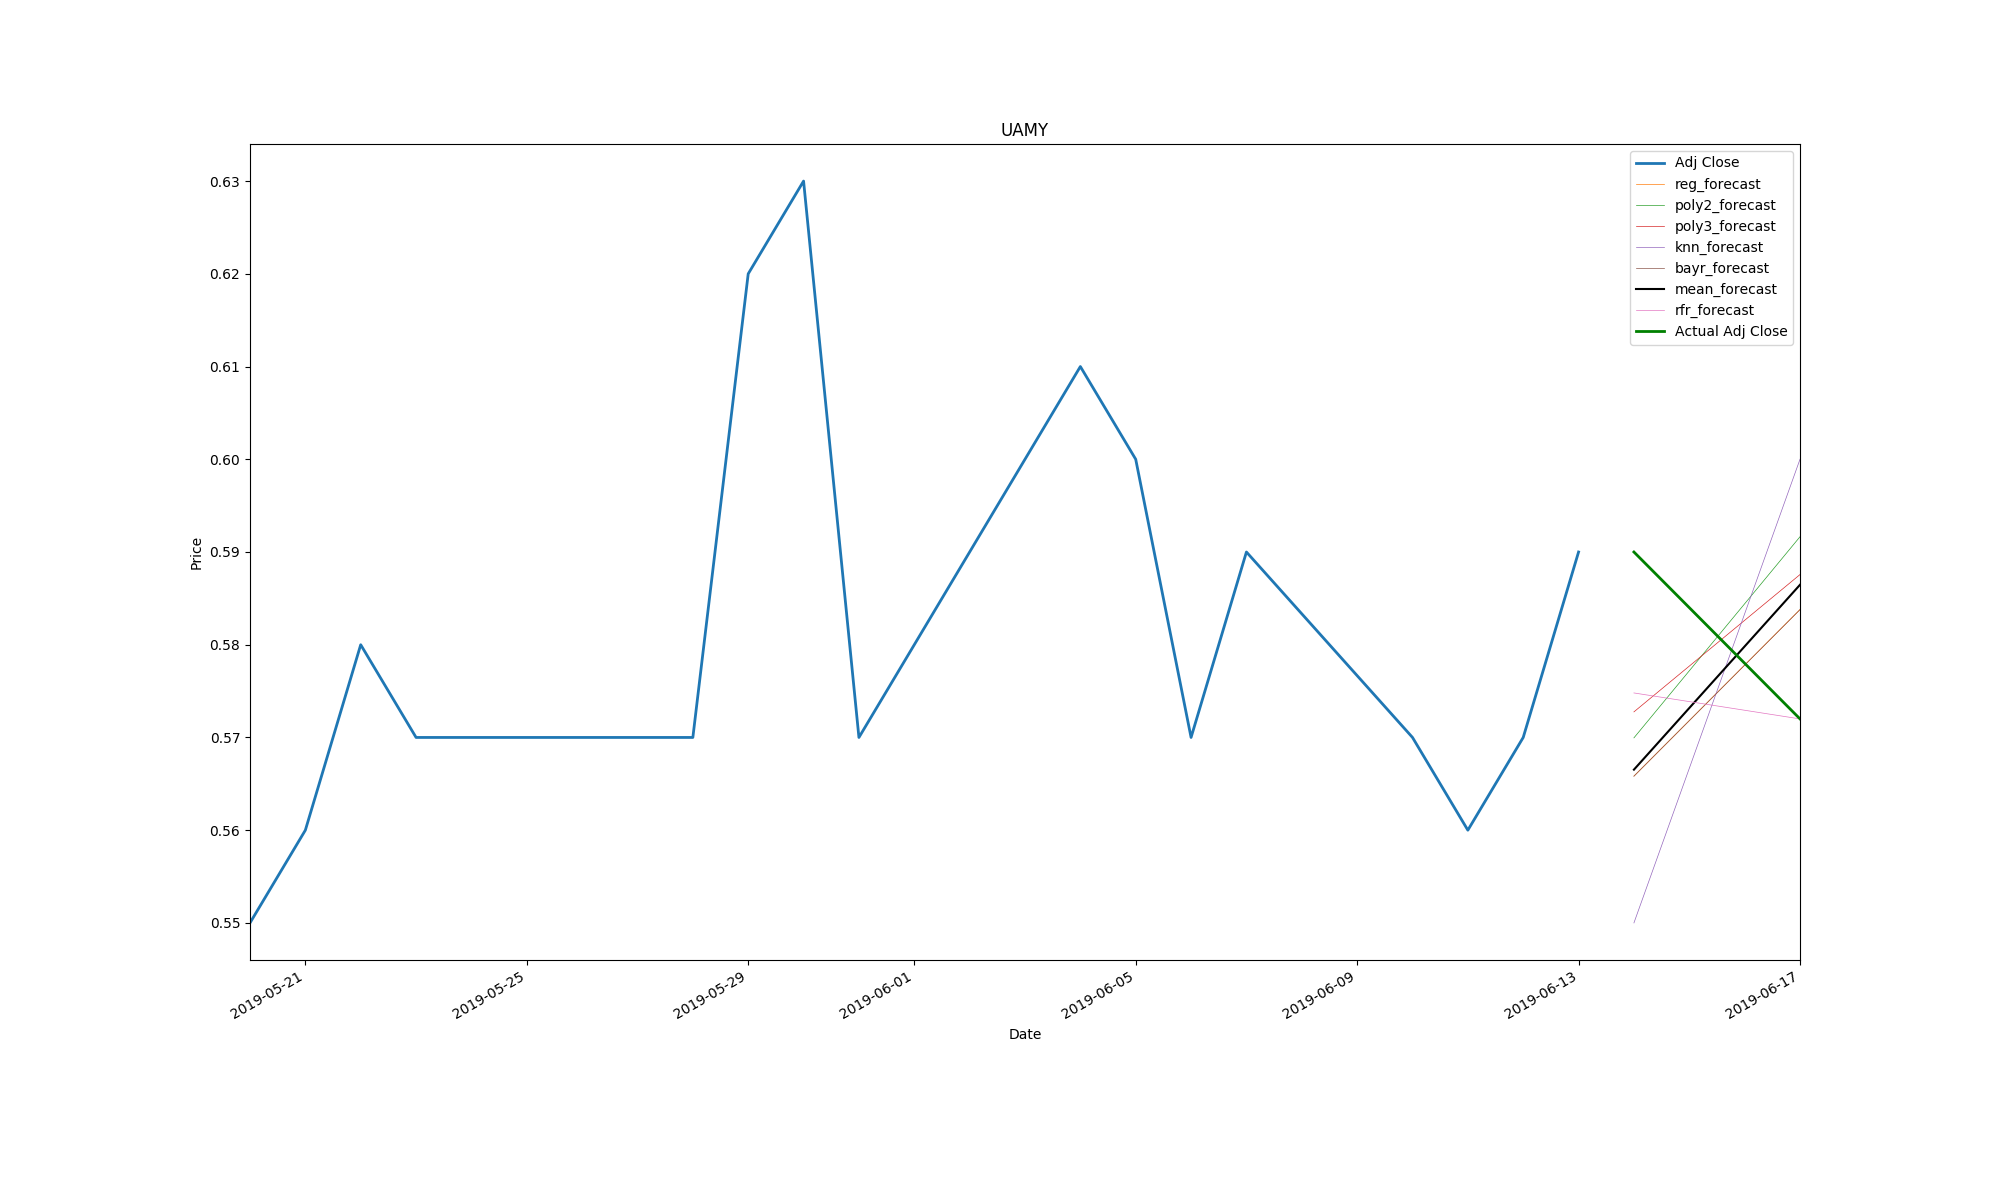 UAMY
Adj Close
reg_forecast
poly2_forecast
poly3_forecast
knn_forecast
bayr_forecast
mean_forecast
rfr_forecast
Actual Adj Close
Price
0.63
0.62
0.61
0.60
0.59
0.58
0.57
0.56
0.55
2019-05-21
2019-05-25
2019-05-29
2019-06-01
2019-06-05
2019-06-09
2019-06-13
2019-06-17
Date